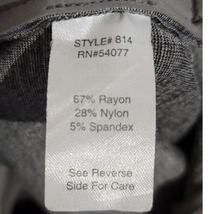 STYLE# 814
RN#54077
67% Rayon
28% Nylon
5% Spandex
See Reverse
Side For Care